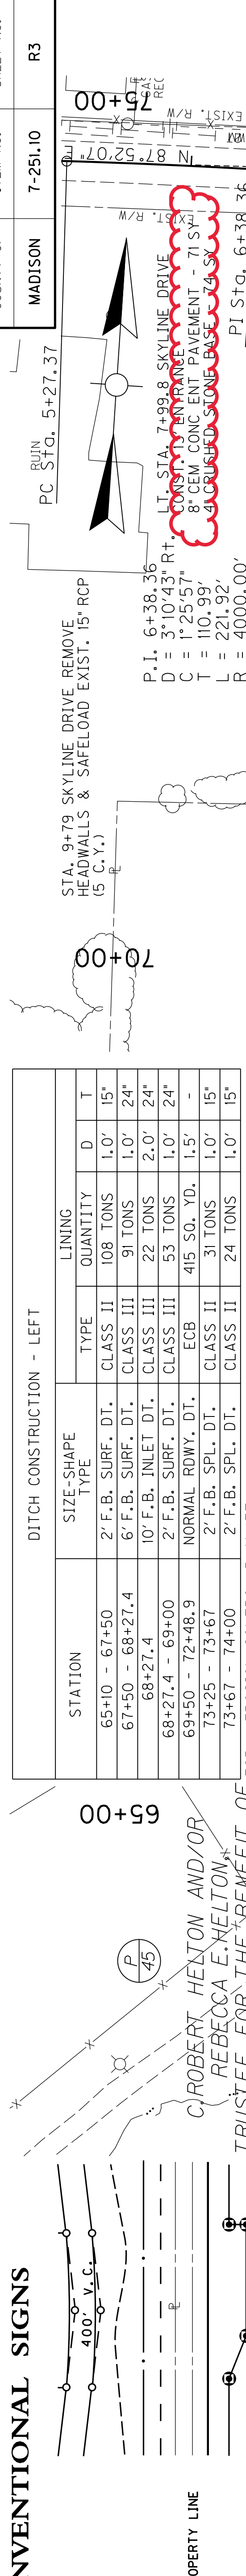 MADISON
7-251.10
R3
75+00
EXIST. R/W
N 87°52'07" E
EXIST. R/W
RUIN
PC Sta. 5+27.37
LT. STA. 7+99.8 SKYLINE DRIVE
CONST. 15' ENTRANCE
8" CEM CONC ENT PAVEMENT - 71 SY
4" CRUSHED STONE BASE - 74 SY
PI Sta. 6+38.36
P.I. 6+38.36
D = 3°10'43" Rt.
C = 1°25'57"
T = 110.99'
L = 221.92'
R = 4000.00'
STA. 9+79 SKYLINE DRIVE REMOVE
HEADWALLS & SAFELOAD EXIST. 15" RCP
(5 C.Y.)
70+00
DITCH CONSTRUCTION - LEFT
STATION SIZE-SHAPE TYPE LINING
TYPE QUANTITY D T
65+10 - 67+50 2' F.B. SURF. DT. CLASS II 108 TONS 1.0' 15"
67+50 - 68+27.4 6' F.B. SURF. DT. CLASS III 91 TONS 1.0' 24"
68+27.4 10' F.B. INLET DT. CLASS III 22 TONS 2.0' 24"
68+27.4 - 69+00 2' F.B. SURF. DT. CLASS III 53 TONS 1.0' 24"
69+50 - 72+48.9 NORMAL RDWY. DT. ECB 415 SQ. YD. 1.5' -
73+25 - 73+67 2' F.B. SPL. DT. CLASS II 31 TONS 1.0' 15"
73+67 - 74+00 2' F.B. SPL. DT. CLASS II 24 TONS 1.0' 15"
65+00
P
45
C. ROBERT HELTON AND/OR
REBECCA E. HELTON,
TRUSTEE FOR THE BENEFIT OF
NVENTIONAL SIGNS
400' V.C.
OPERTY LINE